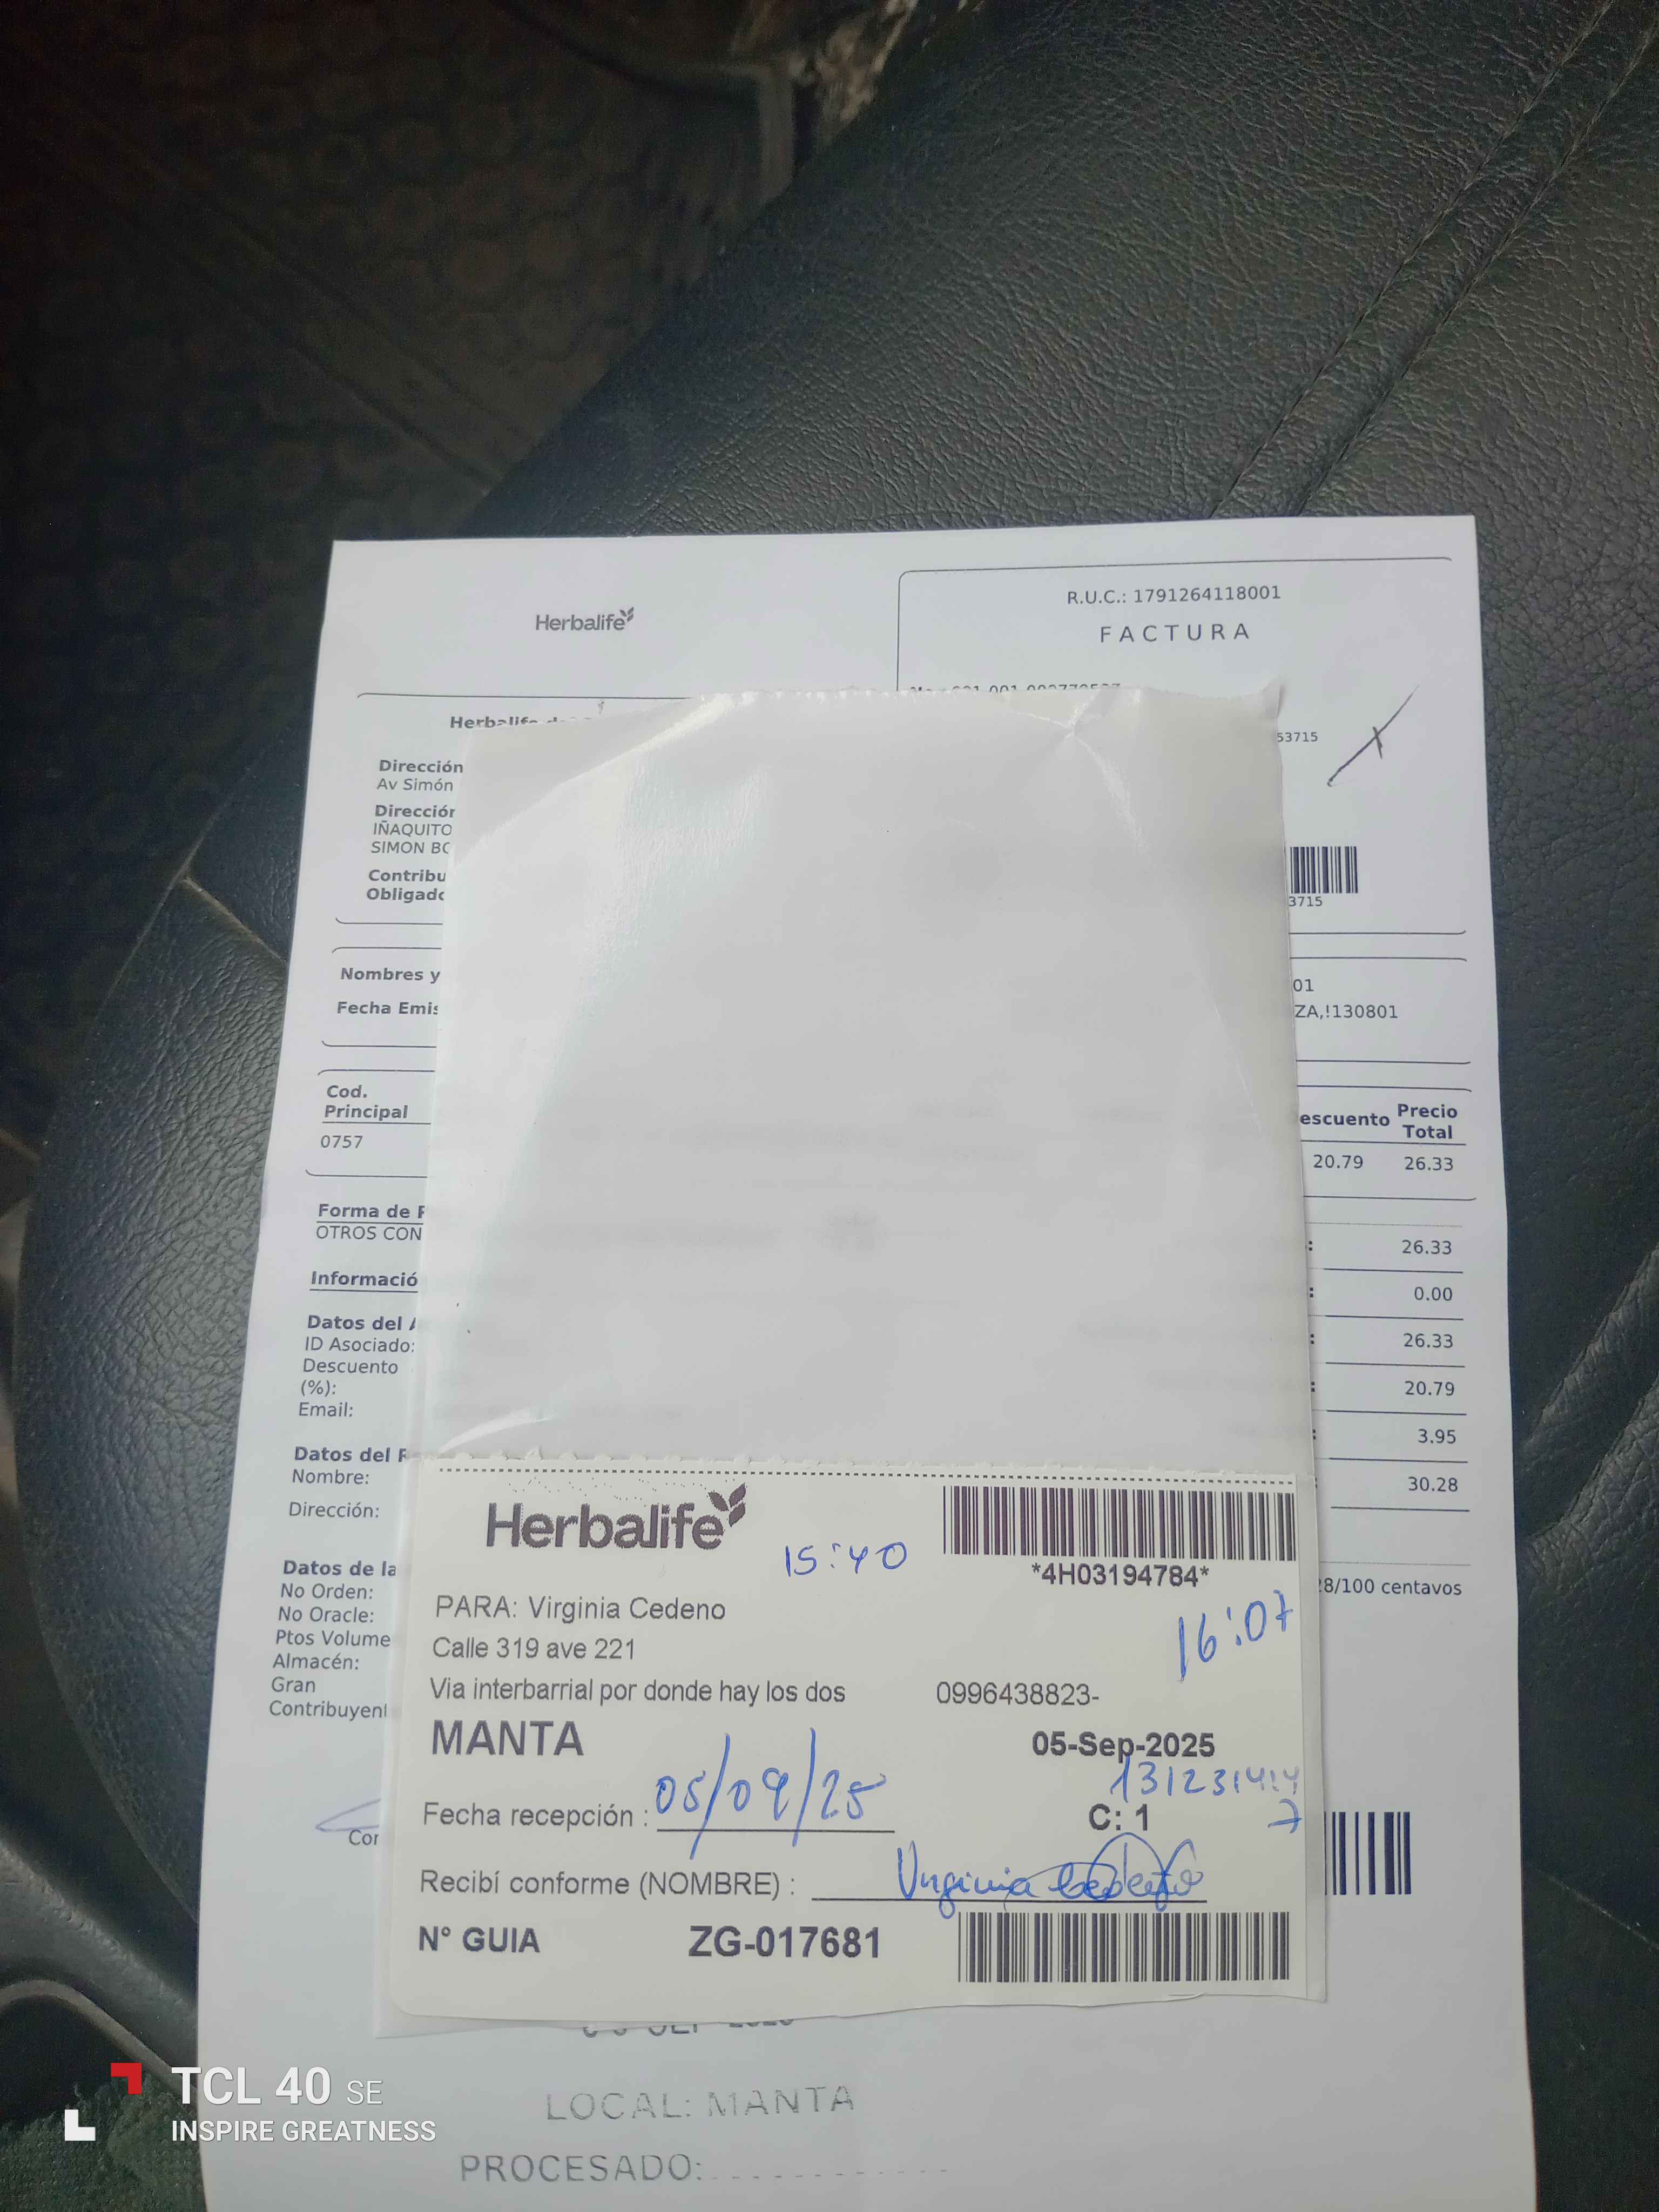 Herbalife
R.U.C.: 1791264118001
FACTURA
53715
Dirección
Av Simón
Dirección
IÑAQUITO
SIMON BO
Contribu
Obligado
3715
Nombres y
01
Fecha Emis
ZA,!130801
Cod.
Principal
escuento
Precio
Total
0757
20.79 26.33
Forma de
OTROS CON
: 26.33
: 0.00
Informació
: 26.33
Datos del A
ID Asociado:
Descuento
(%):
: 20.79
Email:
: 3.95
Datos del
Nombre:
: 30.28
Dirección:
Datos de la
No Orden:
28/100 centavos
No Oracle:
Ptos Volume
Almacén:
Gran
Contribuyent
Cor
Herbalife
15:40
*4H03194784*
PARA: Virginia Cedeno
16:07
Calle 319 ave 221
Via interbarrial por donde hay los dos 0996438823-
MANTA
05-Sep-2025
Fecha recepción : 05/09/25
C: 1
Recibí conforme (NOMBRE) : Virginia Cedeño
N° GUIA ZG-017681
LOCAL: MANTA
PROCESADO:............
TCL 40 SE
INSPIRE GREATNESS